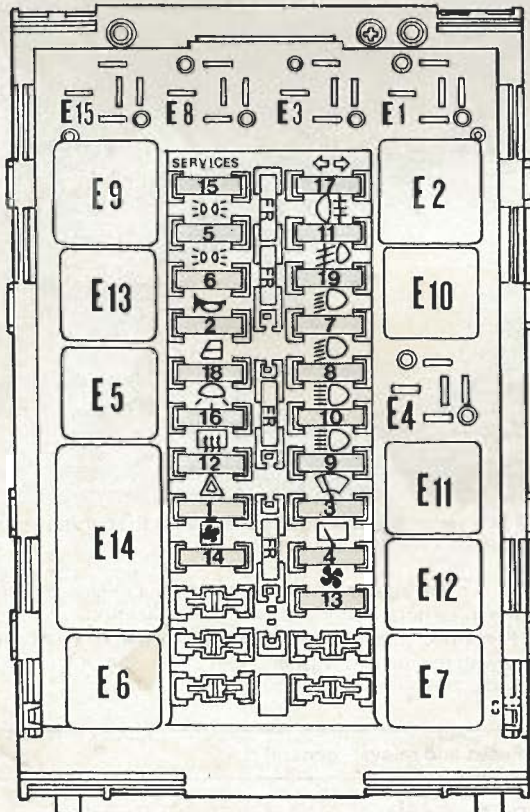 E15 E8 E3 E1
SERVICES
E9
E2
15 17
5 11
FR
6 19
FR
E13
E10
2 7
18 8
E5
FR
E4
16 10
12 9
E14
E11
1 3
FR
14 4
E12
13
E6
E7